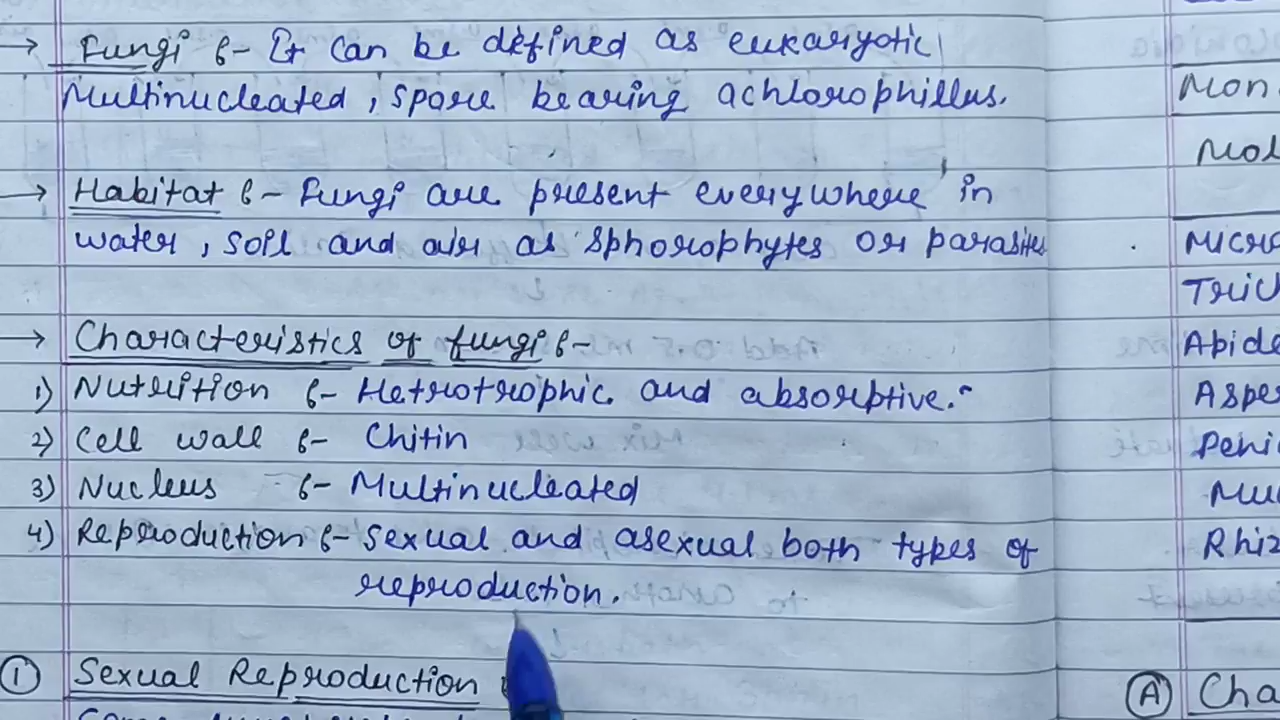 → Fungi :- It can be defined as eukaryotic
Multinucleated, spore bearing achlorophillus.
→ Habitat :- Fungi are present everywhere in
water, soil and air as sphorophytes or parasites
→ Characteristics of fungi :-
1) Nutrition :- Hetrotrophic and absorptive.
2) Cell wall :- Chitin
3) Nucleus :- Multinucleated
4) Reproduction :- Sexual and asexual both types of
reproduction.
① Sexual Reproduction
Mon
Mol
Micro
Tric
Abide
Aspe
Peni
Mu
Rhiz
Ⓐ Cha